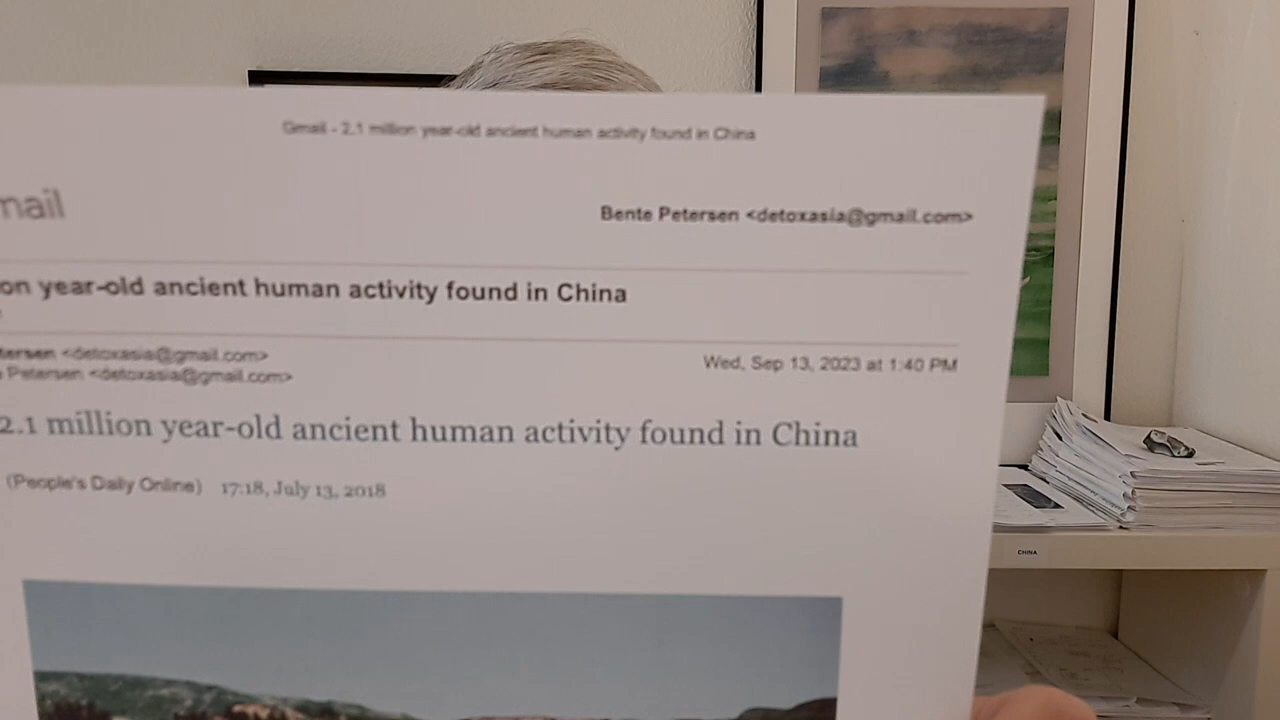 Gmail - 2.1 million year-old ancient human activity found in China
mail
Bente Petersen <detoxasia@gmail.com>
on year-old ancient human activity found in China
tersen <detoxasia@gmail.com>
Petersen <detoxasia@gmail.com>
Wed, Sep 13, 2023 at 1:40 PM
2.1 million year-old ancient human activity found in China
(People's Daily Online) 17:18, July 13, 2018
CHINA